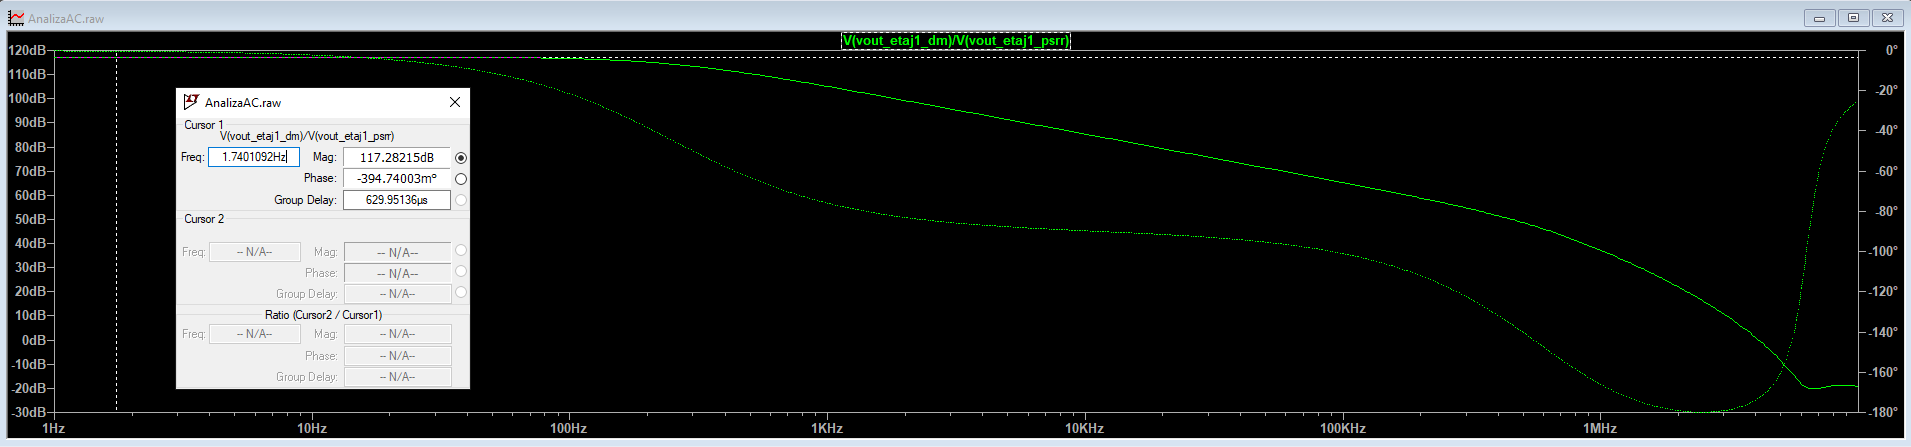 AnalizaAC.raw
V(vout_etaj1_dm)/V(vout_etaj1_psrr)
120dB
110dB
100dB
90dB
80dB
70dB
60dB
50dB
40dB
30dB
20dB
10dB
0dB
-10dB
-20dB
-30dB
0°
-20°
-40°
-60°
-80°
-100°
-120°
-140°
-160°
-180°
1Hz 10Hz 100Hz 1KHz 10KHz 100KHz 1MHz
AnalizaAC.raw
Cursor 1
V(vout_etaj1_dm)/V(vout_etaj1_psrr)
Freq: 1.7401092Hz Mag: 117.28215dB
Phase: -394.74003m°
Group Delay: 629.95136µs
Cursor 2
Freq: -- N/A-- Mag: -- N/A--
Phase: -- N/A--
Group Delay: -- N/A--
Ratio (Cursor2 / Cursor1)
Freq: -- N/A-- Mag: -- N/A--
Phase: -- N/A--
Group Delay: -- N/A--